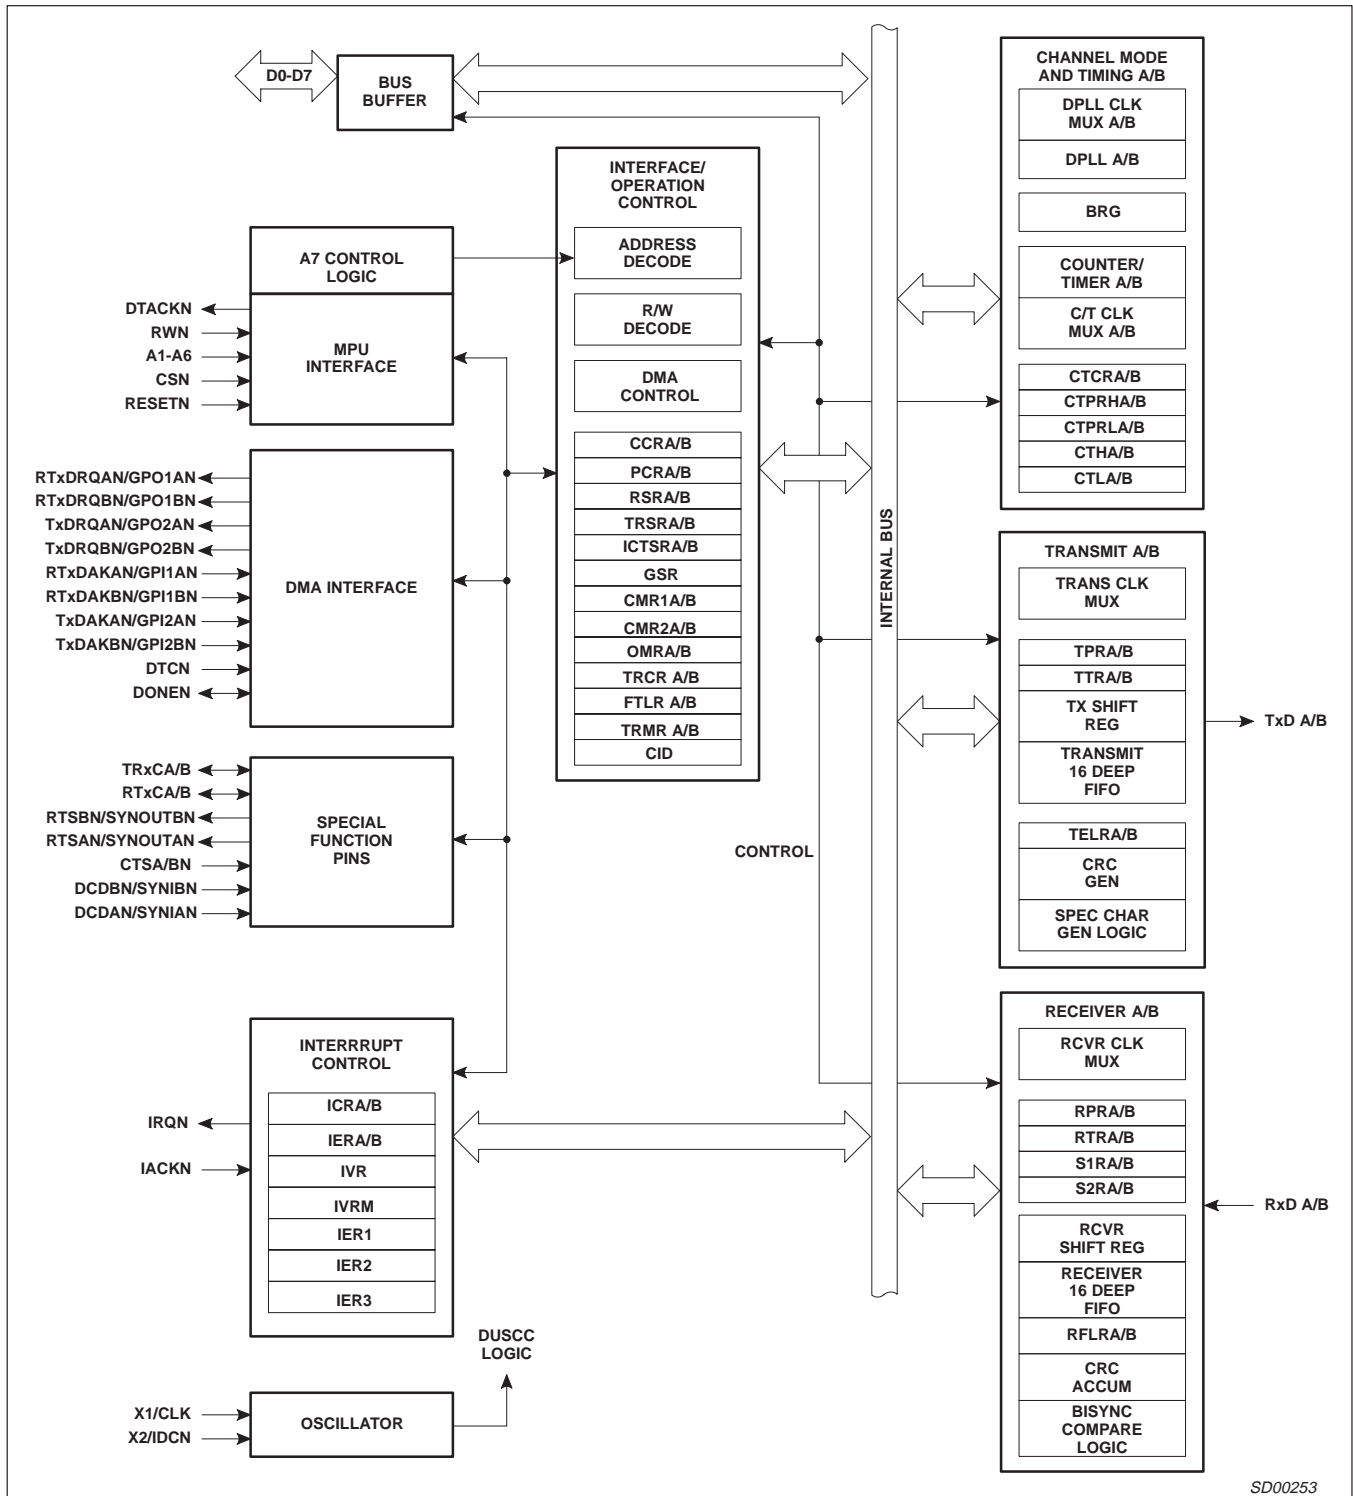 D0-D7
BUS
BUFFER
INTERFACE/
OPERATION
CONTROL
ADDRESS
DECODE
R/W
DECODE
DMA
CONTROL
CCRA/B
PCRA/B
RSRA/B
TRSRA/B
ICTSRA/B
GSR
CMR1A/B
CMR2A/B
OMRA/B
TRCR A/B
FTLR A/B
TRMR A/B
CID
A7 CONTROL
LOGIC
MPU
INTERFACE
DTACKN
RWN
A1-A6
CSN
RESETN
RTxDRQAN/GPO1AN
RTxDRQBN/GPO1BN
TxDRQAN/GPO2AN
TxDRQBN/GPO2BN
RTxDAKAN/GPI1AN
RTxDAKBN/GPI1BN
TxDAKAN/GPI2AN
TxDAKBN/GPI2BN
DTCN
DONEN
DMA INTERFACE
TRxCA/B
RTxCA/B
RTSBN/SYNOUTBN
RTSAN/SYNOUTAN
CTSA/BN
DCDBN/SYNIBN
DCDAN/SYNIAN
SPECIAL
FUNCTION
PINS
INTERRRUPT
CONTROL
ICRA/B
IERA/B
IVR
IVRM
IER1
IER2
IER3
IRQN
IACKN
DUSCC
LOGIC
X1/CLK
X2/IDCN
OSCILLATOR
CONTROL
INTERNAL BUS
CHANNEL MODE
AND TIMING A/B
DPLL CLK
MUX A/B
DPLL A/B
BRG
COUNTER/
TIMER A/B
C/T CLK
MUX A/B
CTCRA/B
CTPRHA/B
CTPRLA/B
CTHA/B
CTLA/B
TRANSMIT A/B
TRANS CLK
MUX
TPRA/B
TTRA/B
TX SHIFT
REG
TRANSMIT
16 DEEP
FIFO
TELRA/B
CRC
GEN
SPEC CHAR
GEN LOGIC
TxD A/B
RECEIVER A/B
RCVR CLK
MUX
RPRA/B
RTRA/B
S1RA/B
S2RA/B
RCVR
SHIFT REG
RECEIVER
16 DEEP
FIFO
RFLRA/B
CRC
ACCUM
BISYNC
COMPARE
LOGIC
RxD A/B
SD00253